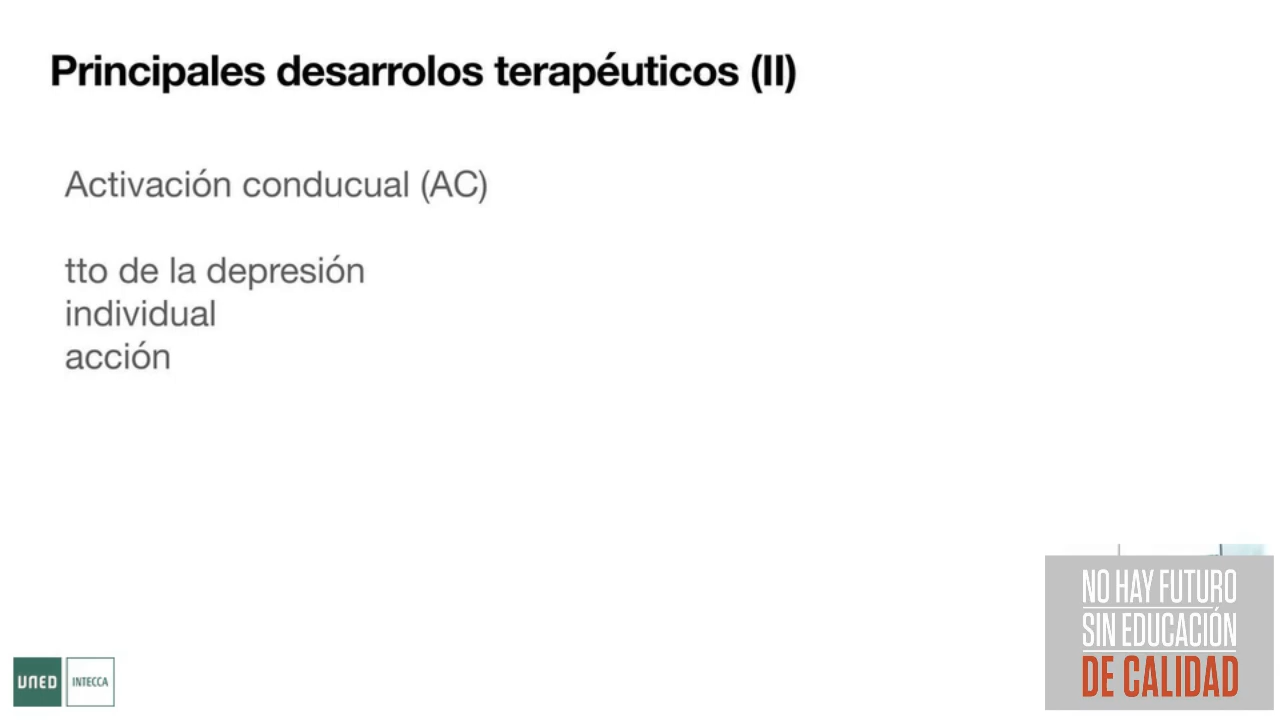 Principales desarrolos terapéuticos (II)
Activación conducual (AC)
tto de la depresión
individual
acción
NO HAY FUTURO
SIN EDUCACIÓN
DE CALIDAD
UNED INTECCA